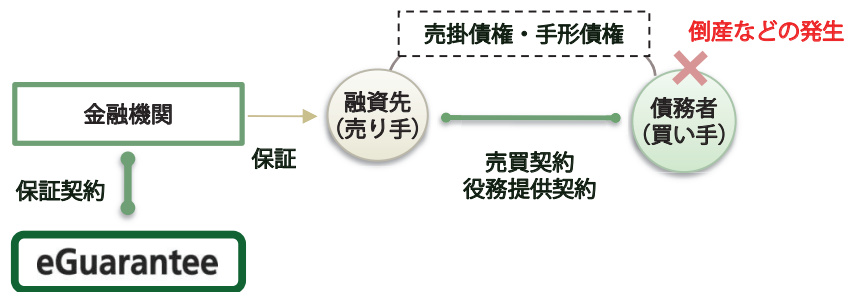 売掛債権・手形債権
倒産などの発生
金融機関
融資先
（売り手）
債務者
（買い手）
保証
保証契約
売買契約
役務提供契約
eGuarantee